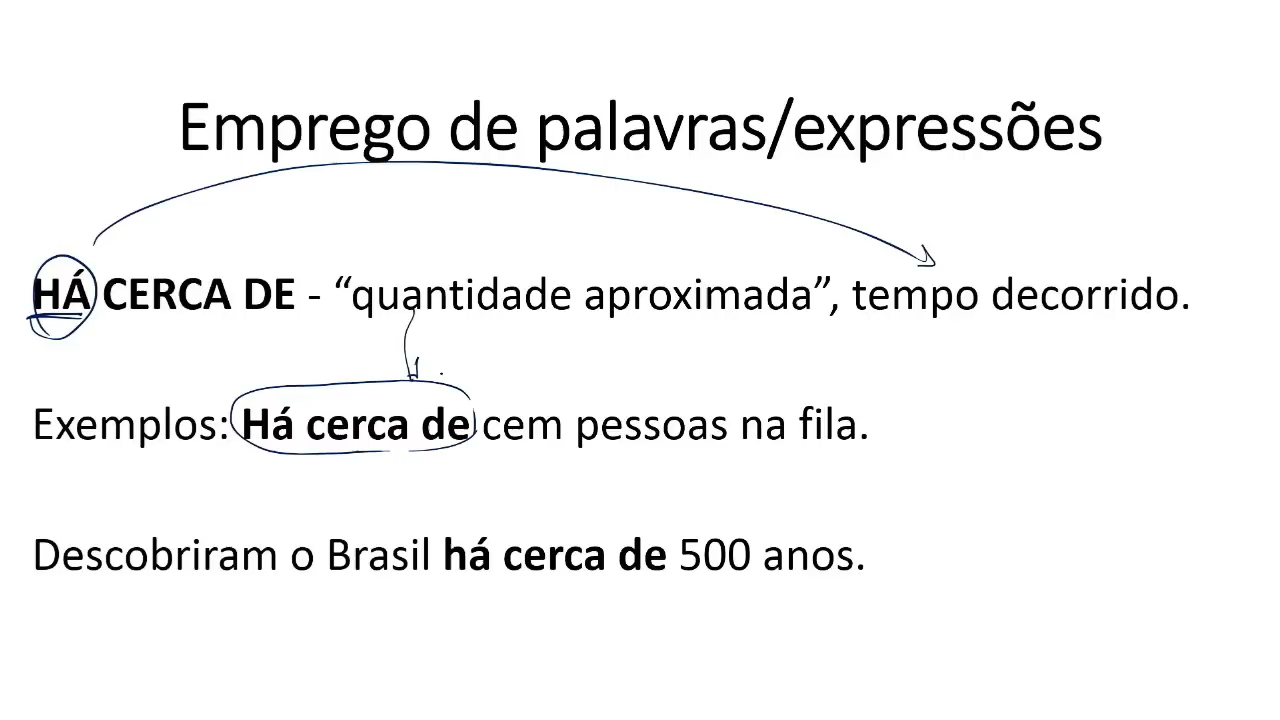 Emprego de palavras/expressões
HÁ CERCA DE - “quantidade aproximada”, tempo decorrido.
Exemplos: Há cerca de cem pessoas na fila.
Descobriram o Brasil há cerca de 500 anos.